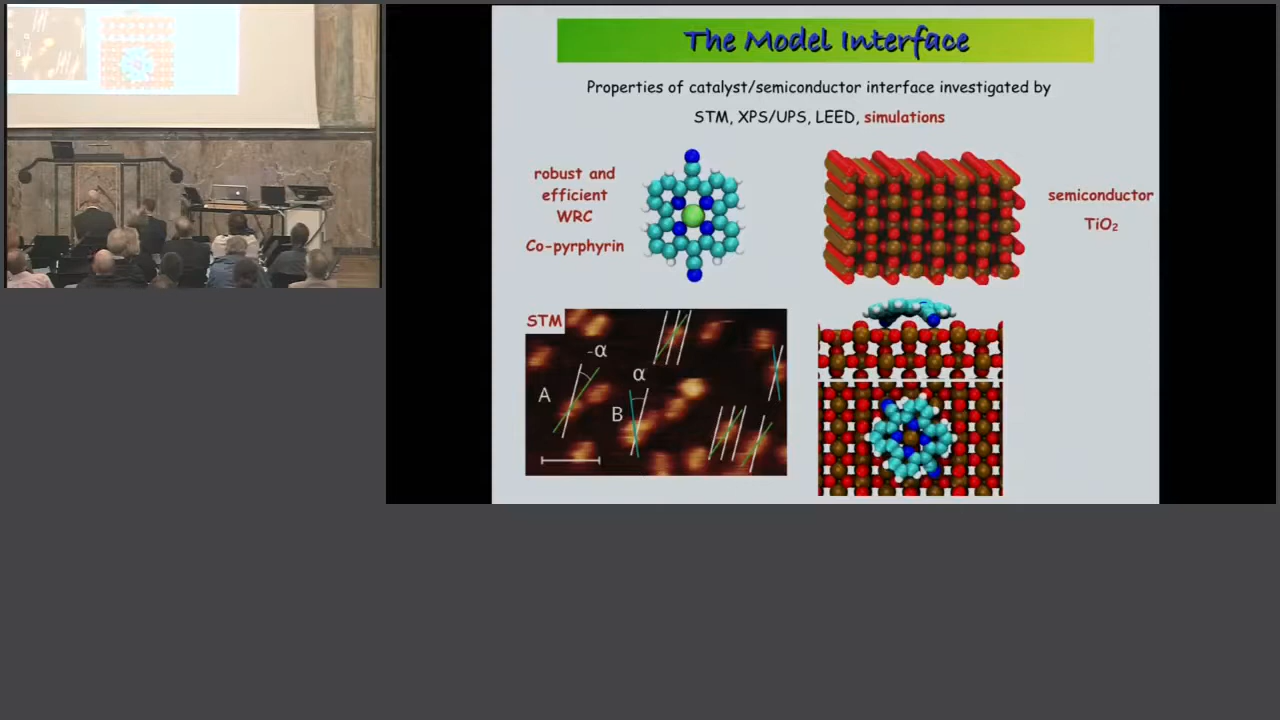 The Model Interface
Properties of catalyst/semiconductor interface investigated by
STM, XPS/UPS, LEED, simulations
robust and
efficient
WRC
Co-pyrphyrin
semiconductor
TiO₂
STM
-α
α
A
B